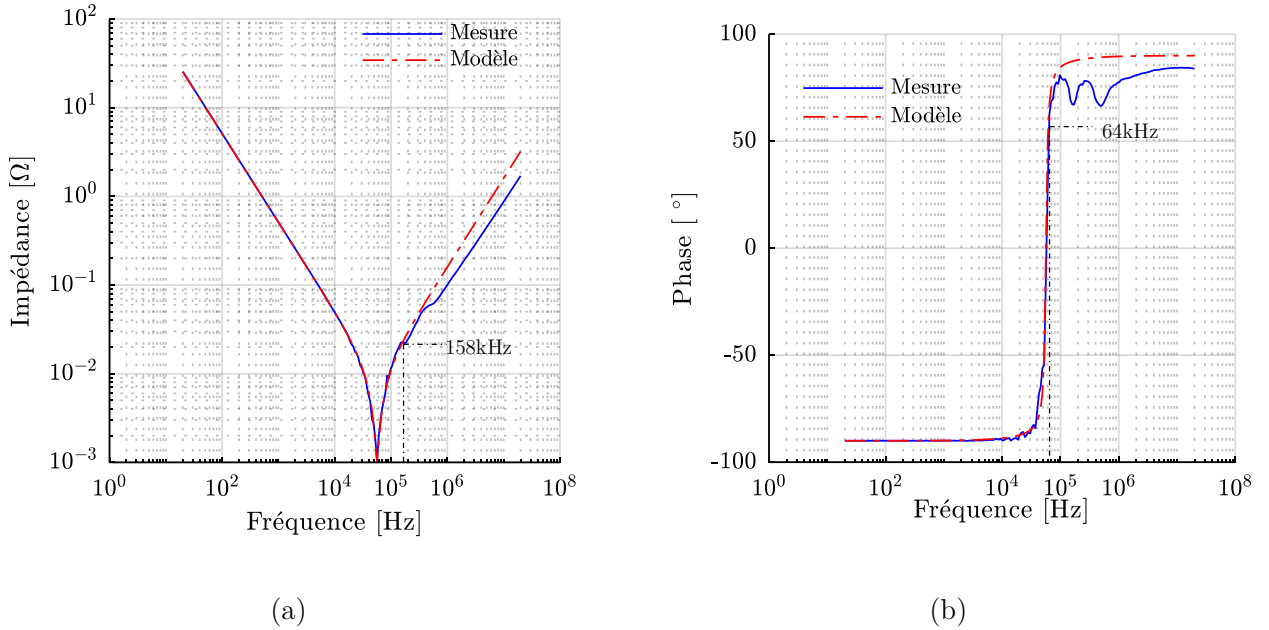 10^2
10^1
10^0
10^-1
10^-2
10^-3
10^0
10^2
10^4
10^5
10^6
10^8
Impédance [Ω]
Fréquence [Hz]
Mesure
Modèle
158kHz
(a)
100
50
0
-50
-100
10^0
10^2
10^4
10^5
10^6
10^8
Phase [ °]
Fréquence [Hz]
Mesure
Modèle
64kHz
(b)